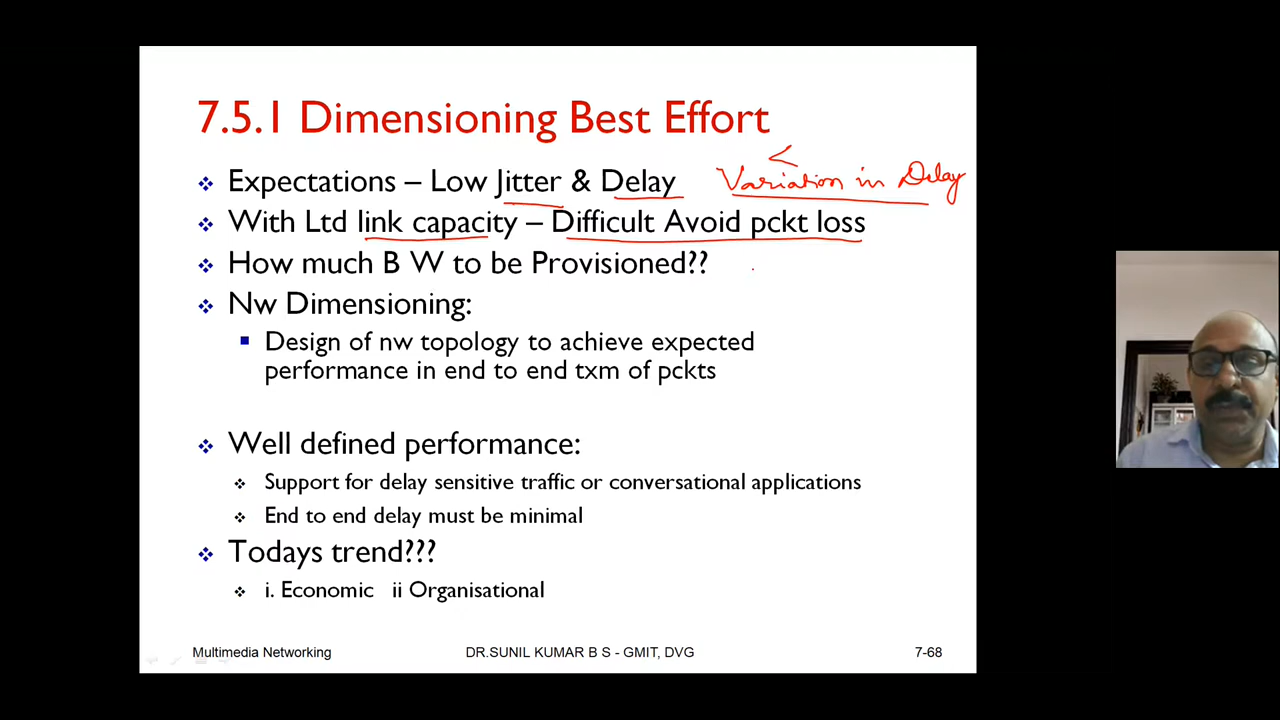 7.5.1 Dimensioning Best Effort
<
Expectations – Low Jitter & Delay Variation in Delay
With Ltd link capacity – Difficult Avoid pckt loss
How much B W to be Provisioned??
Nw Dimensioning:
Design of nw topology to achieve expected
performance in end to end txm of pckts
Well defined performance:
Support for delay sensitive traffic or conversational applications
End to end delay must be minimal
Todays trend???
i. Economic ii Organisational
Multimedia Networking DR.SUNIL KUMAR B S - GMIT, DVG 7-68